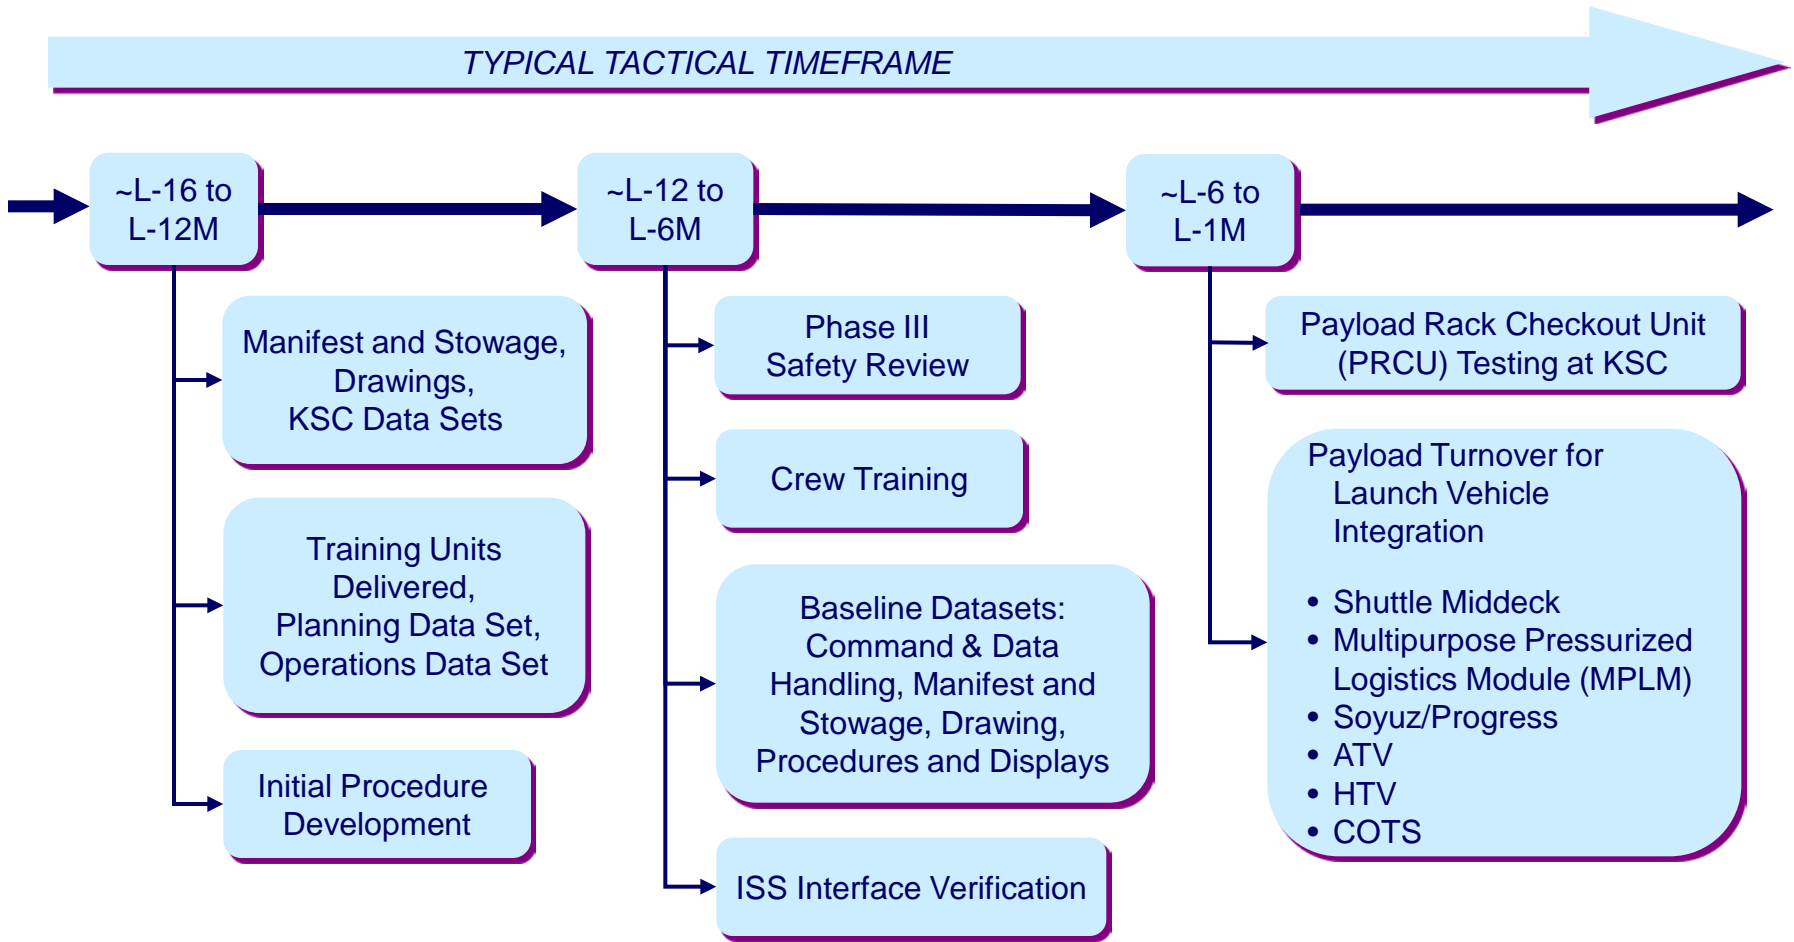 TYPICAL TACTICAL TIMEFRAME
~L-16 to
L-12M
~L-12 to
L-6M
~L-6 to
L-1M
Manifest and Stowage,
Drawings,
KSC Data Sets
Training Units
Delivered,
Planning Data Set,
Operations Data Set
Initial Procedure
Development
Phase III
Safety Review
Crew Training
Baseline Datasets:
Command & Data
Handling, Manifest and
Stowage, Drawing,
Procedures and Displays
ISS Interface Verification
Payload Rack Checkout Unit
(PRCU) Testing at KSC
Payload Turnover for
Launch Vehicle
Integration
• Shuttle Middeck
• Multipurpose Pressurized
Logistics Module (MPLM)
• Soyuz/Progress
• ATV
• HTV
• COTS